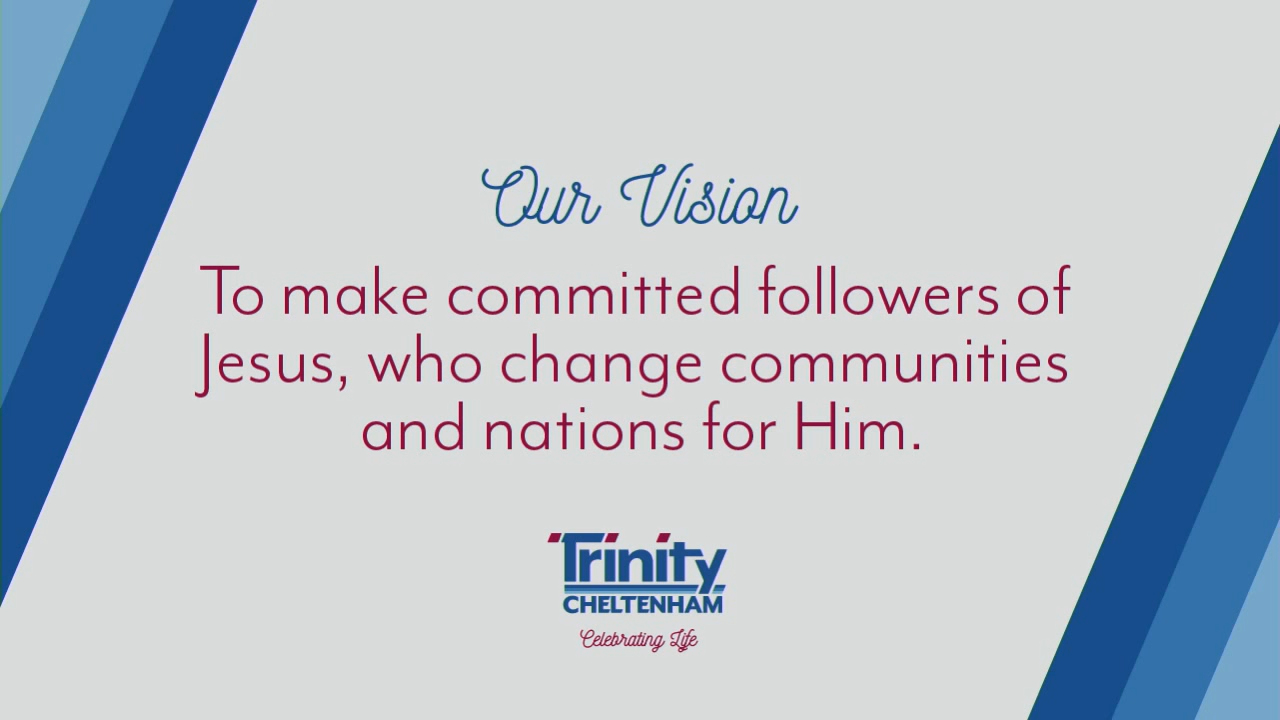 Our Vision
To make committed followers of
Jesus, who change communities
and nations for Him.
Trinity
CHELTENHAM
Celebrating Life